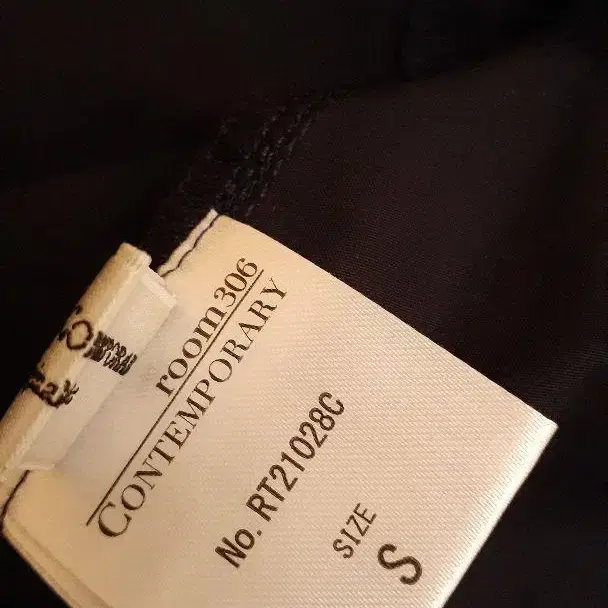 room306
CONTEMPORARY
No. RT21028C
SIZE
S